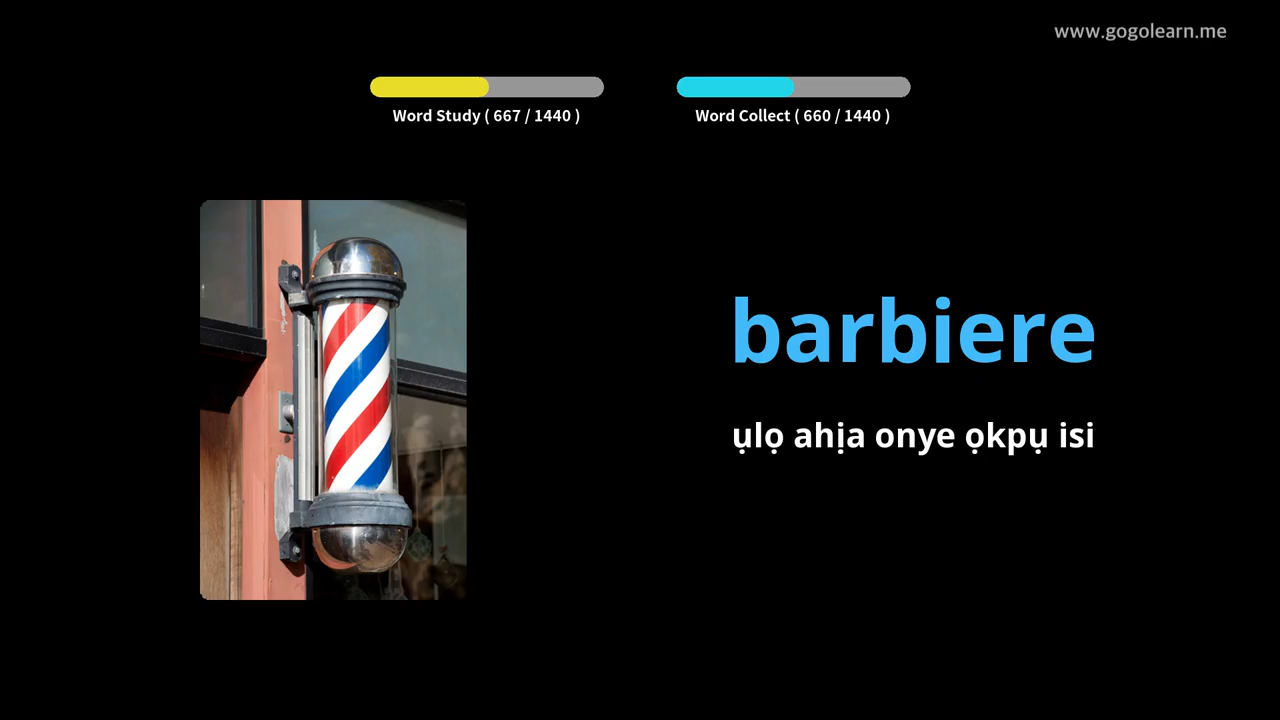 www.gogolearn.me
Word Study ( 667 / 1440 )
Word Collect ( 660 / 1440 )
barbiere
ụlọ ahịa onye ọkpụ isi